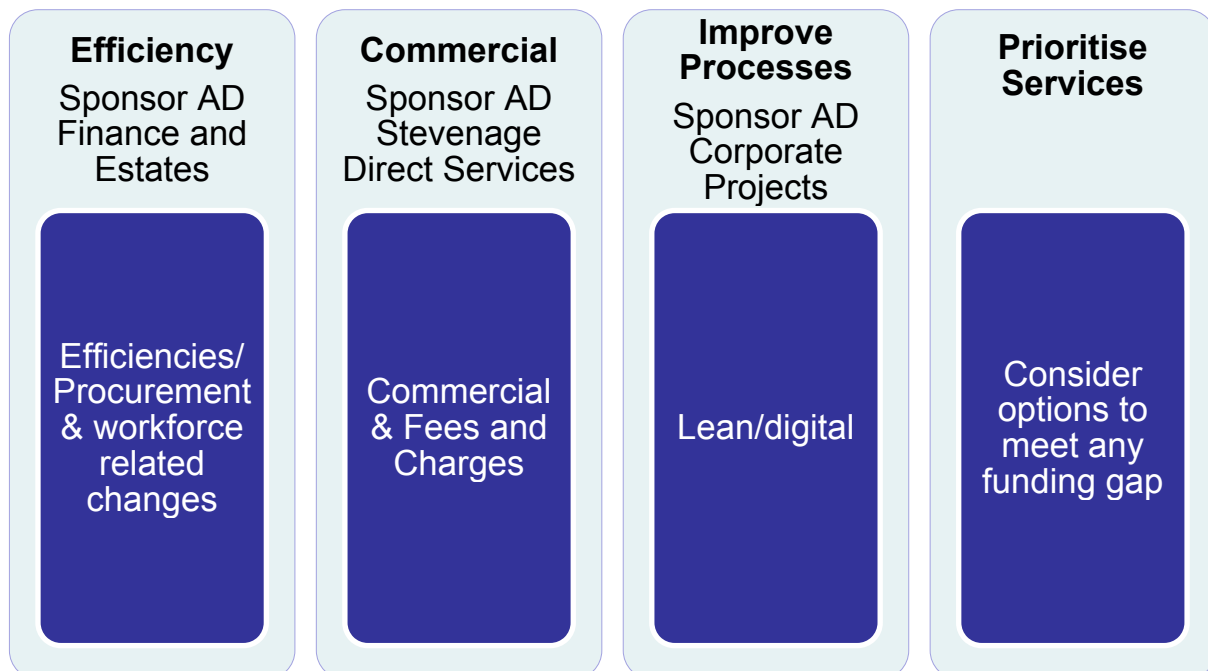 Efficiency
Sponsor AD
Finance and
Estates
Efficiencies/
Procurement
& workforce
related
changes
Commercial
Sponsor AD
Stevenage
Direct Services
Commercial
& Fees and
Charges
Improve
Processes
Sponsor AD
Corporate
Projects
Lean/digital
Prioritise
Services
Consider
options to
meet any
funding gap